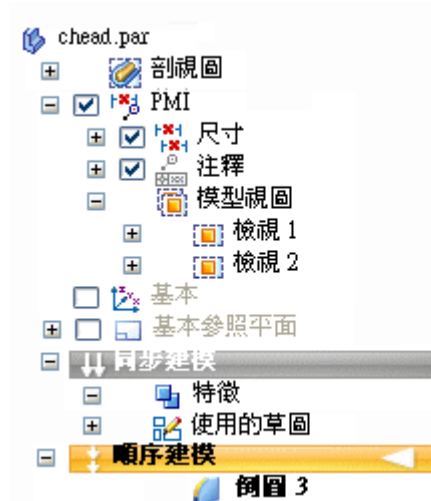 chead.par
剖視圖
PMI
尺寸
注釋
模型視圖
檢視 1
檢視 2
基本
基本參照平面
同步建模
特徵
使用的草圖
順序建模
倒圓 3